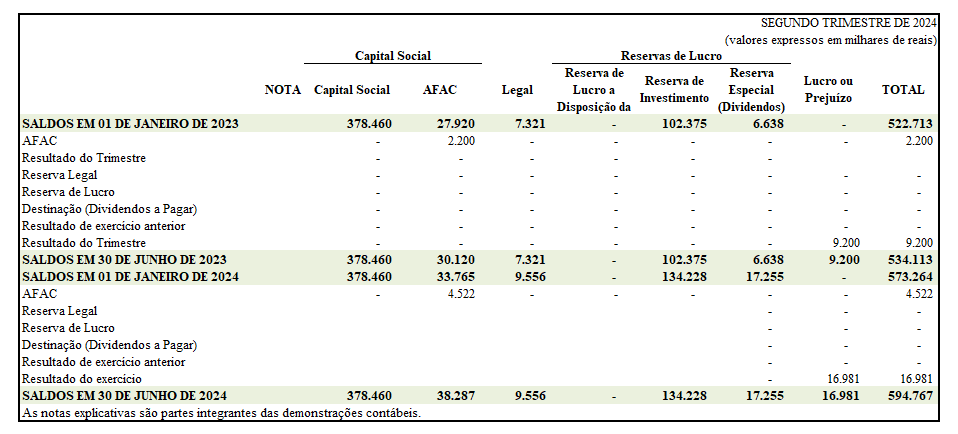 SEGUNDO TRIMESTRE DE 2024
(valores expressos em milhares de reais)
Capital Social Reservas de Lucro
NOTA Capital Social AFAC Legal Reserva de Lucro a Disposição da Reserva de Investimento Reserva Especial (Dividendos) Lucro ou Prejuízo TOTAL
SALDOS EM 01 DE JANEIRO DE 2023 378.460 27.920 7.321 - 102.375 6.638 - 522.713
AFAC - 2.200 - - - - - 2.200
Resultado do Trimestre - - - - - -
Reserva Legal - - - - - - - -
Reserva de Lucro - - - - - - - -
Destinação (Dividendos a Pagar) - - - - - - - -
Resultado de exercicio anterior - - - - - - - -
Resultado do Trimestre - - - - - - 9.200 9.200
SALDOS EM 30 DE JUNHO DE 2023 378.460 30.120 7.321 - 102.375 6.638 9.200 534.113
SALDOS EM 01 DE JANEIRO DE 2024 378.460 33.765 9.556 134.228 17.255 - 573.264
AFAC - 4.522 - - - - - 4.522
Reserva Legal - - -
Reserva de Lucro - - -
Destinação (Dividendos a Pagar) - - -
Resultado de exercicio anterior - - -
Resultado do exercicio - 16.981 16.981
SALDOS EM 30 DE JUNHO DE 2024 378.460 38.287 9.556 - 134.228 17.255 16.981 594.767
As notas explicativas são partes integrantes das demonstrações contábeis.